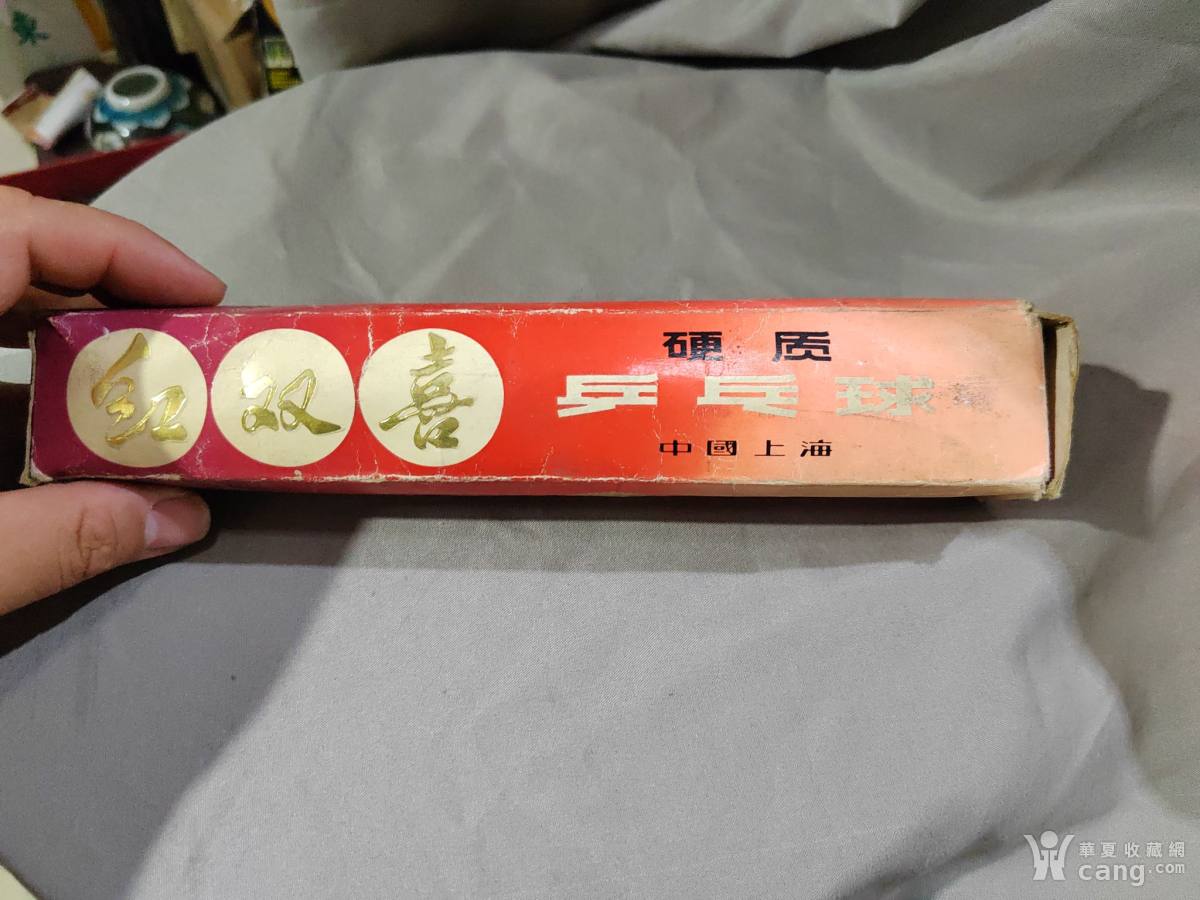 红双喜
硬质
乒乓球
中國上海
華夏收藏網
cang.com